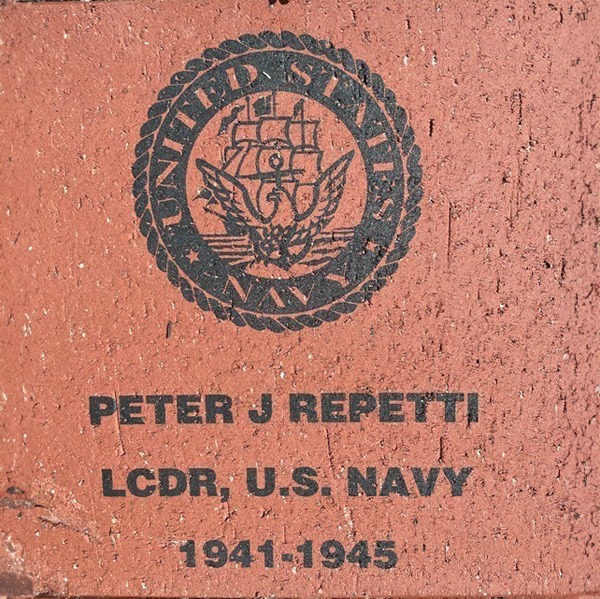 UNITED STATES
NAVY
PETER J REPETTI
LCDR, U.S. NAVY
1941-1945